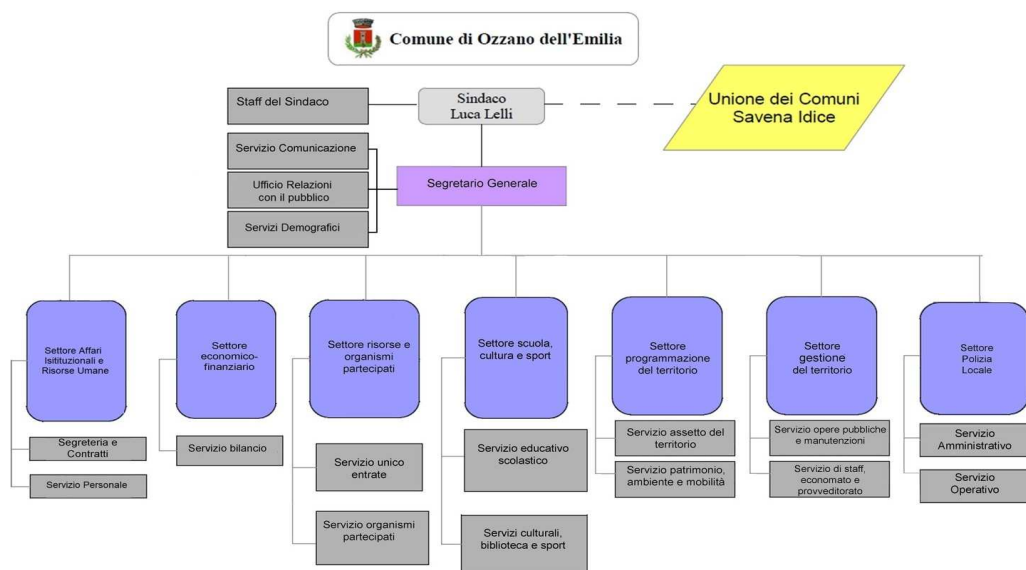 Comune di Ozzano dell'Emilia
Staff del Sindaco
Sindaco
Luca Lelli
Unione dei Comuni
Savena Idice
Servizio Comunicazione
Ufficio Relazioni
con il pubblico
Servizi Demografici
Segretario Generale
Settore Affari
Isitituzionali e
Risorse Umane
Segreteria e
Contratti
Servizio Personale
Settore
economico-
finanziario
Servizio bilancio
Settore risorse e
organismi
partecipati
Servizio unico
entrate
Servizio organismi
partecipati
Settore scuola,
cultura e sport
Servizio educativo
scolastico
Servizi culturali,
biblioteca e sport
Settore
programmazione
del territorio
Servizio assetto del
territorio
Servizio patrimonio,
ambiente e mobilità
Settore
gestione
del territorio
Servizio opere pubbliche
e manutenzioni
Servizio di staff,
economato e
provveditorato
Settore
Polizia
Locale
Servizio
Amministrativo
Servizio
Operativo